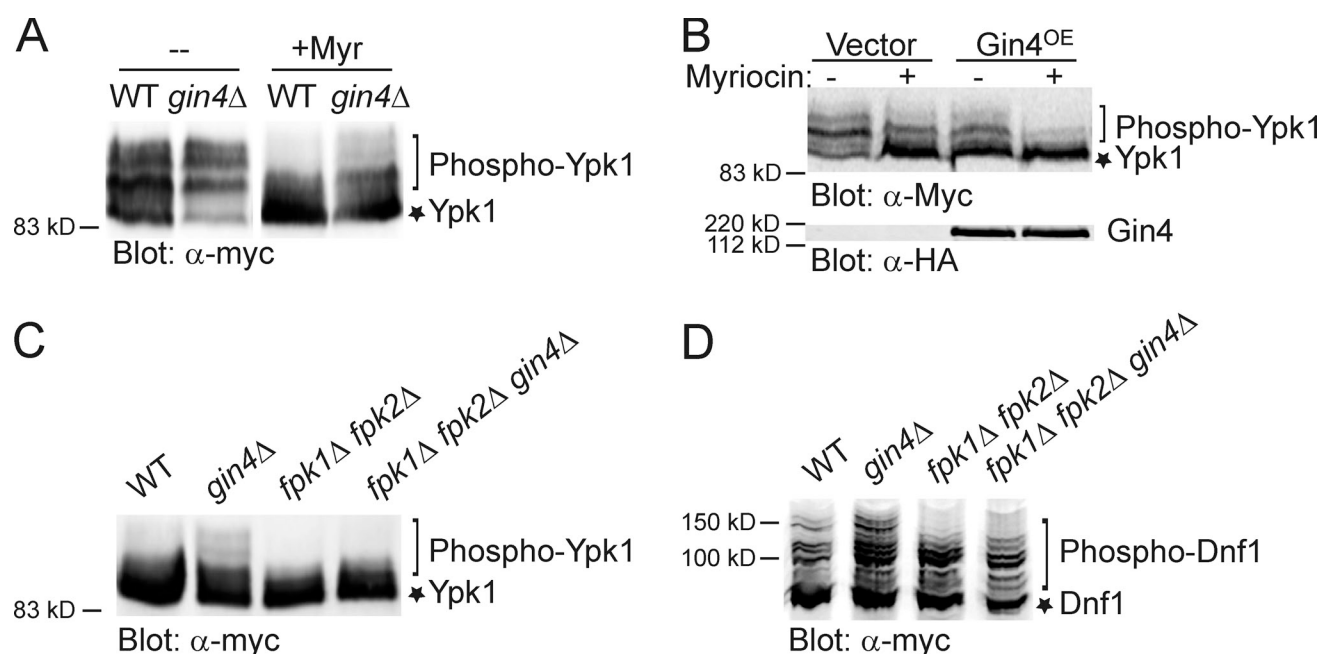 A
-- +Myr
WT gin4Δ WT gin4Δ
Phospho-Ypk1
★Ypk1
83 kD
Blot: α-myc
B
Vector Gin4OE
Myriocin: - + - +
Phospho-Ypk1
★Ypk1
83 kD
Blot: α-Myc
220 kD
112 kD
Gin4
Blot: α-HA
C
WT
gin4Δ
fpk1Δ fpk2Δ
fpk1Δ fpk2Δ gin4Δ
Phospho-Ypk1
★Ypk1
83 kD
Blot: α-myc
D
WT
gin4Δ
fpk1Δ fpk2Δ
fpk1Δ fpk2Δ gin4Δ
150 kD
100 kD
Phospho-Dnf1
★Dnf1
Blot: α-myc